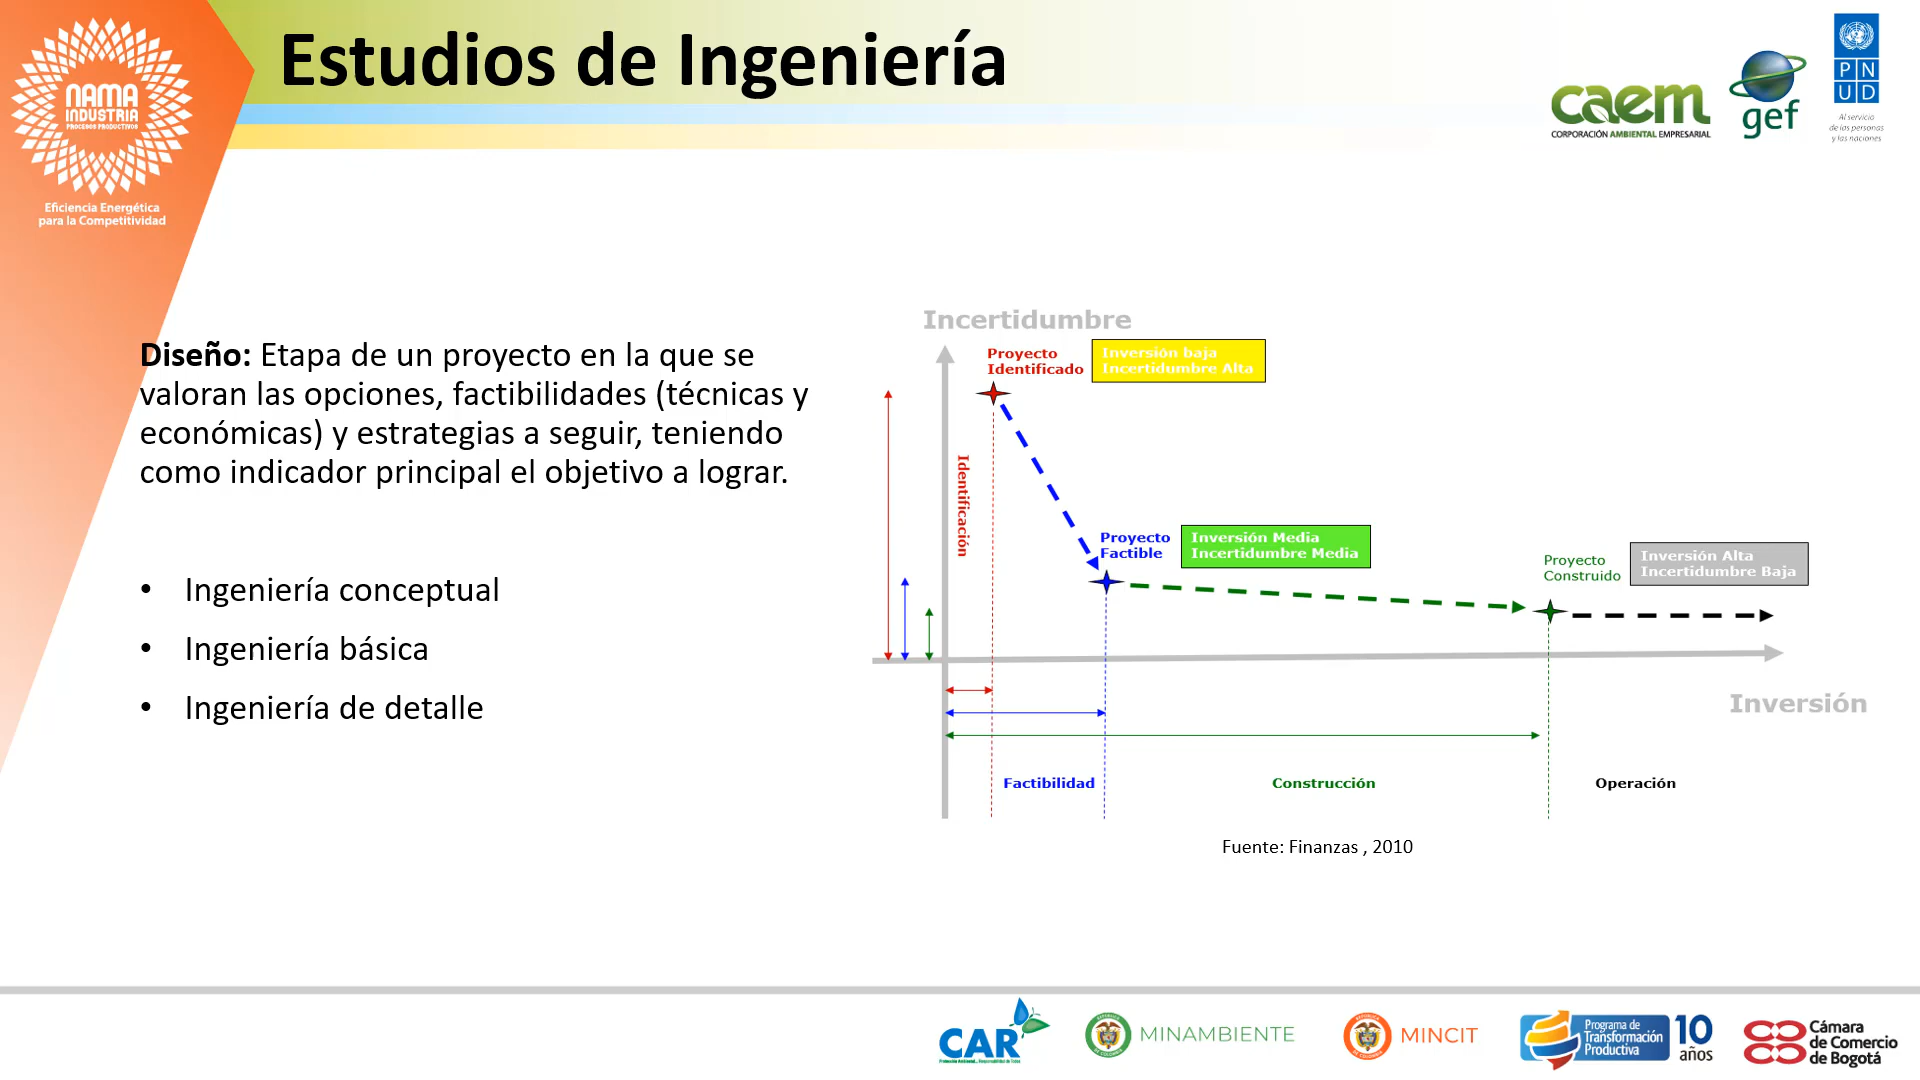 Estudios de Ingeniería
NAMA
INDUSTRIA
PROCESOS PRODUCTIVOS
Eficiencia Energética
para la Competitividad
caem
CORPORACIÓN AMBIENTAL EMPRESARIAL
gef
P N
U D
Al servicio
de las personas
y las naciones
Diseño: Etapa de un proyecto en la que se
valoran las opciones, factibilidades (técnicas y
económicas) y estrategias a seguir, teniendo
como indicador principal el objetivo a lograr.
• Ingeniería conceptual
• Ingeniería básica
• Ingeniería de detalle
Incertidumbre
Proyecto
Identificado
Inversión baja
Incertidumbre Alta
Identificación
Proyecto
Factible
Inversión Media
Incertidumbre Media
Proyecto
Construido
Inversión Alta
Incertidumbre Baja
Inversión
Factibilidad
Construcción
Operación
Fuente: Finanzas , 2010
CAR
MINAMBIENTE
MINCIT
Programa de
Transformación
Productiva
10
años
Cámara
de Comercio
de Bogotá